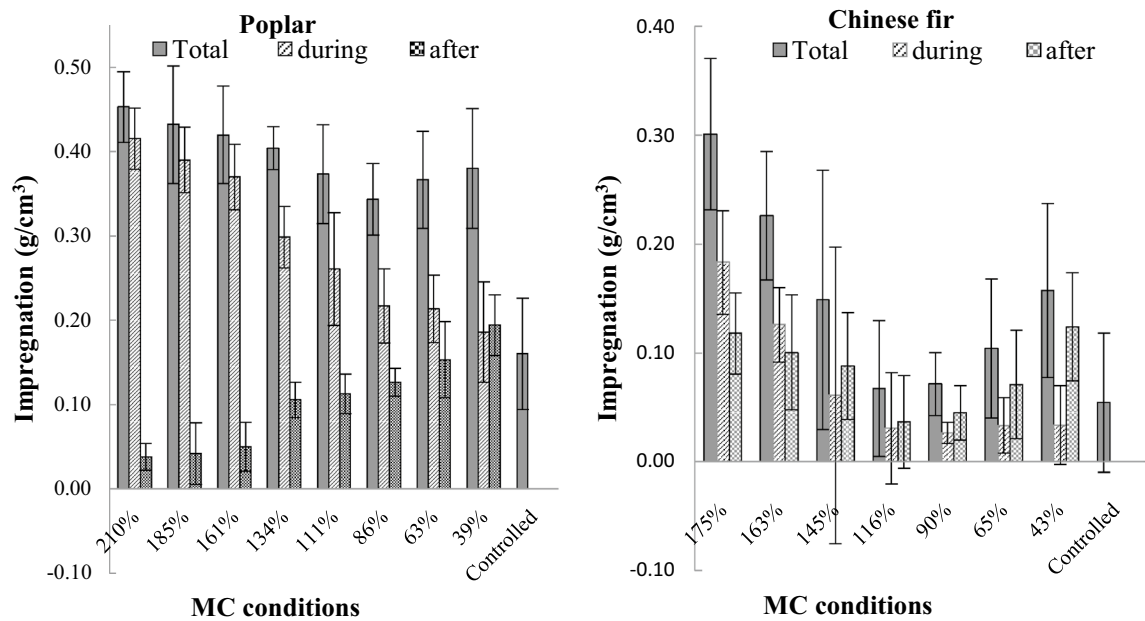 Poplar
Total during after
Impregnation (g/cm³)
0.50
0.40
0.30
0.20
0.10
0.00
-0.10
210% 185% 161% 134% 111% 86% 63% 39% Controlled
MC conditions
Chinese fir
Total during after
Impregnation (g/cm³)
0.40
0.30
0.20
0.10
0.00
-0.10
175% 163% 145% 116% 90% 65% 43% Controlled
MC conditions